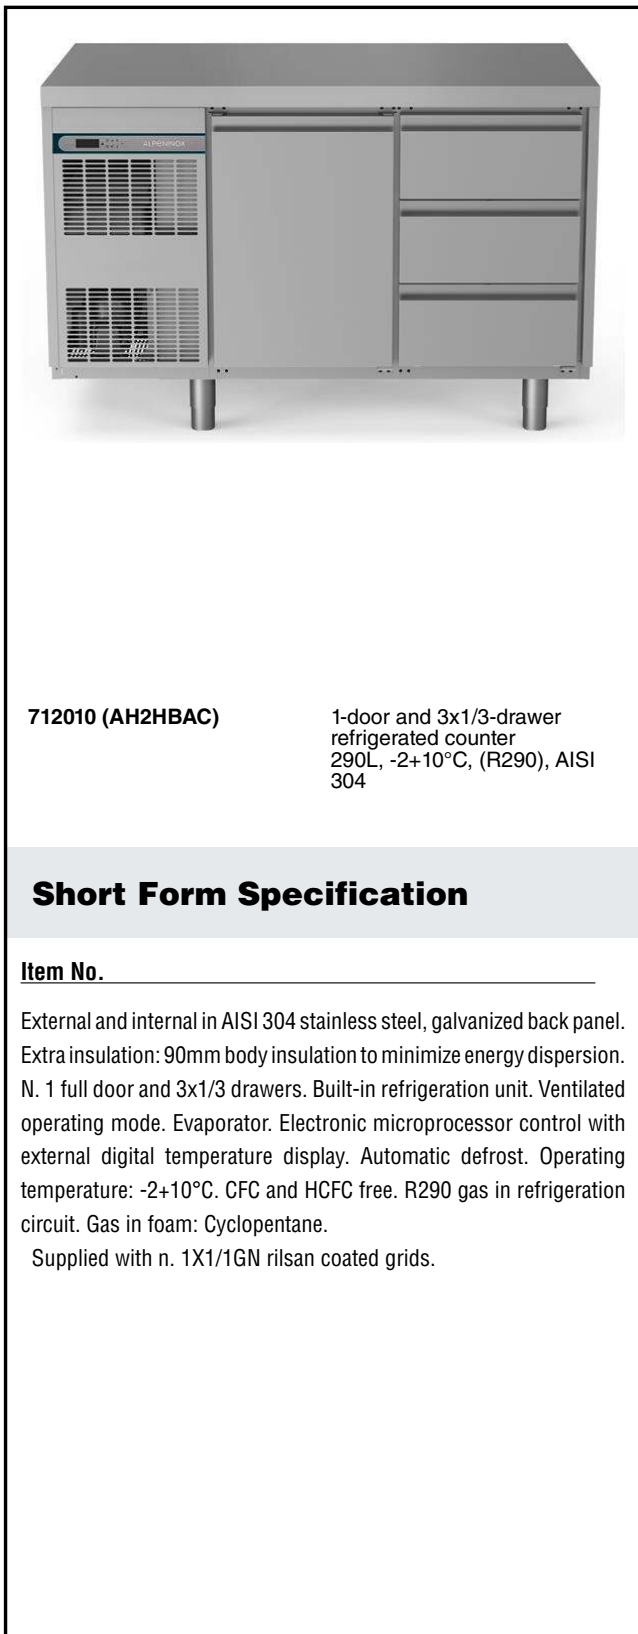 ALPENINOX
712010 (AH2HBAC)
1-door and 3x1/3-drawer
refrigerated counter
290L, -2+10°C, (R290), AISI
304
Short Form Specification
Item No.
External and internal in AISI 304 stainless steel, galvanized back panel.
Extra insulation: 90mm body insulation to minimize energy dispersion.
N. 1 full door and 3x1/3 drawers. Built-in refrigeration unit. Ventilated
operating mode. Evaporator. Electronic microprocessor control with
external digital temperature display. Automatic defrost. Operating
temperature: -2+10°C. CFC and HCFC free. R290 gas in refrigeration
circuit. Gas in foam: Cyclopentane.
Supplied with n. 1X1/1GN rilsan coated grids.